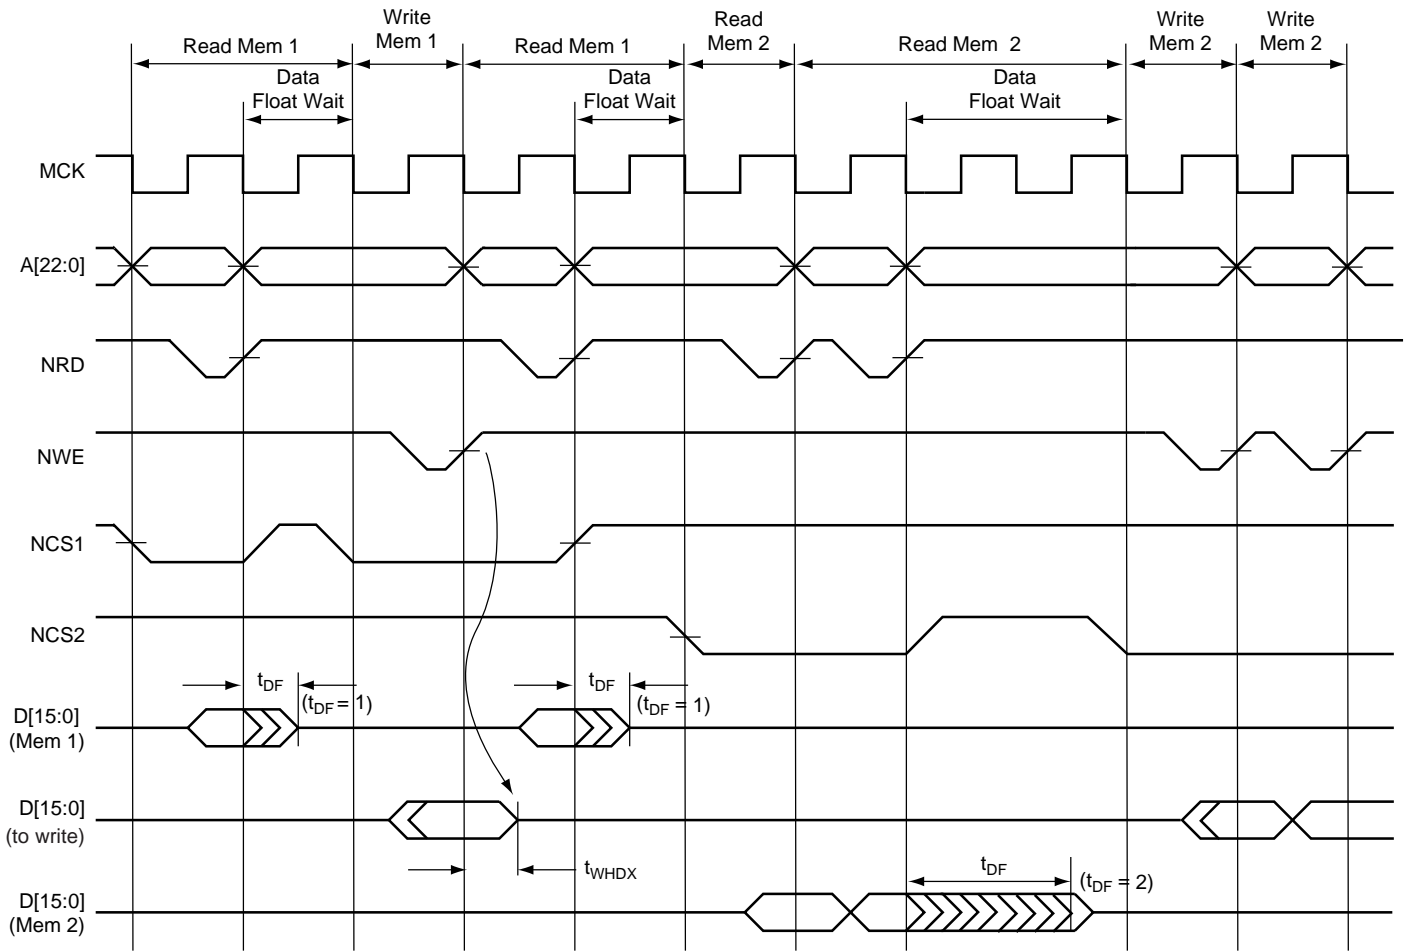 Read Mem 1
Write
Mem 1
Read Mem 1
Read
Mem 2
Read Mem 2
Write
Mem 2
Write
Mem 2
Data
Float Wait
Data
Float Wait
Data
Float Wait
MCK
A[22:0]
NRD
NWE
NCS1
NCS2
tDF
(tDF = 1)
tDF
(tDF = 1)
D[15:0]
(Mem 1)
D[15:0]
(to write)
tWHDX
tDF
(tDF = 2)
D[15:0]
(Mem 2)